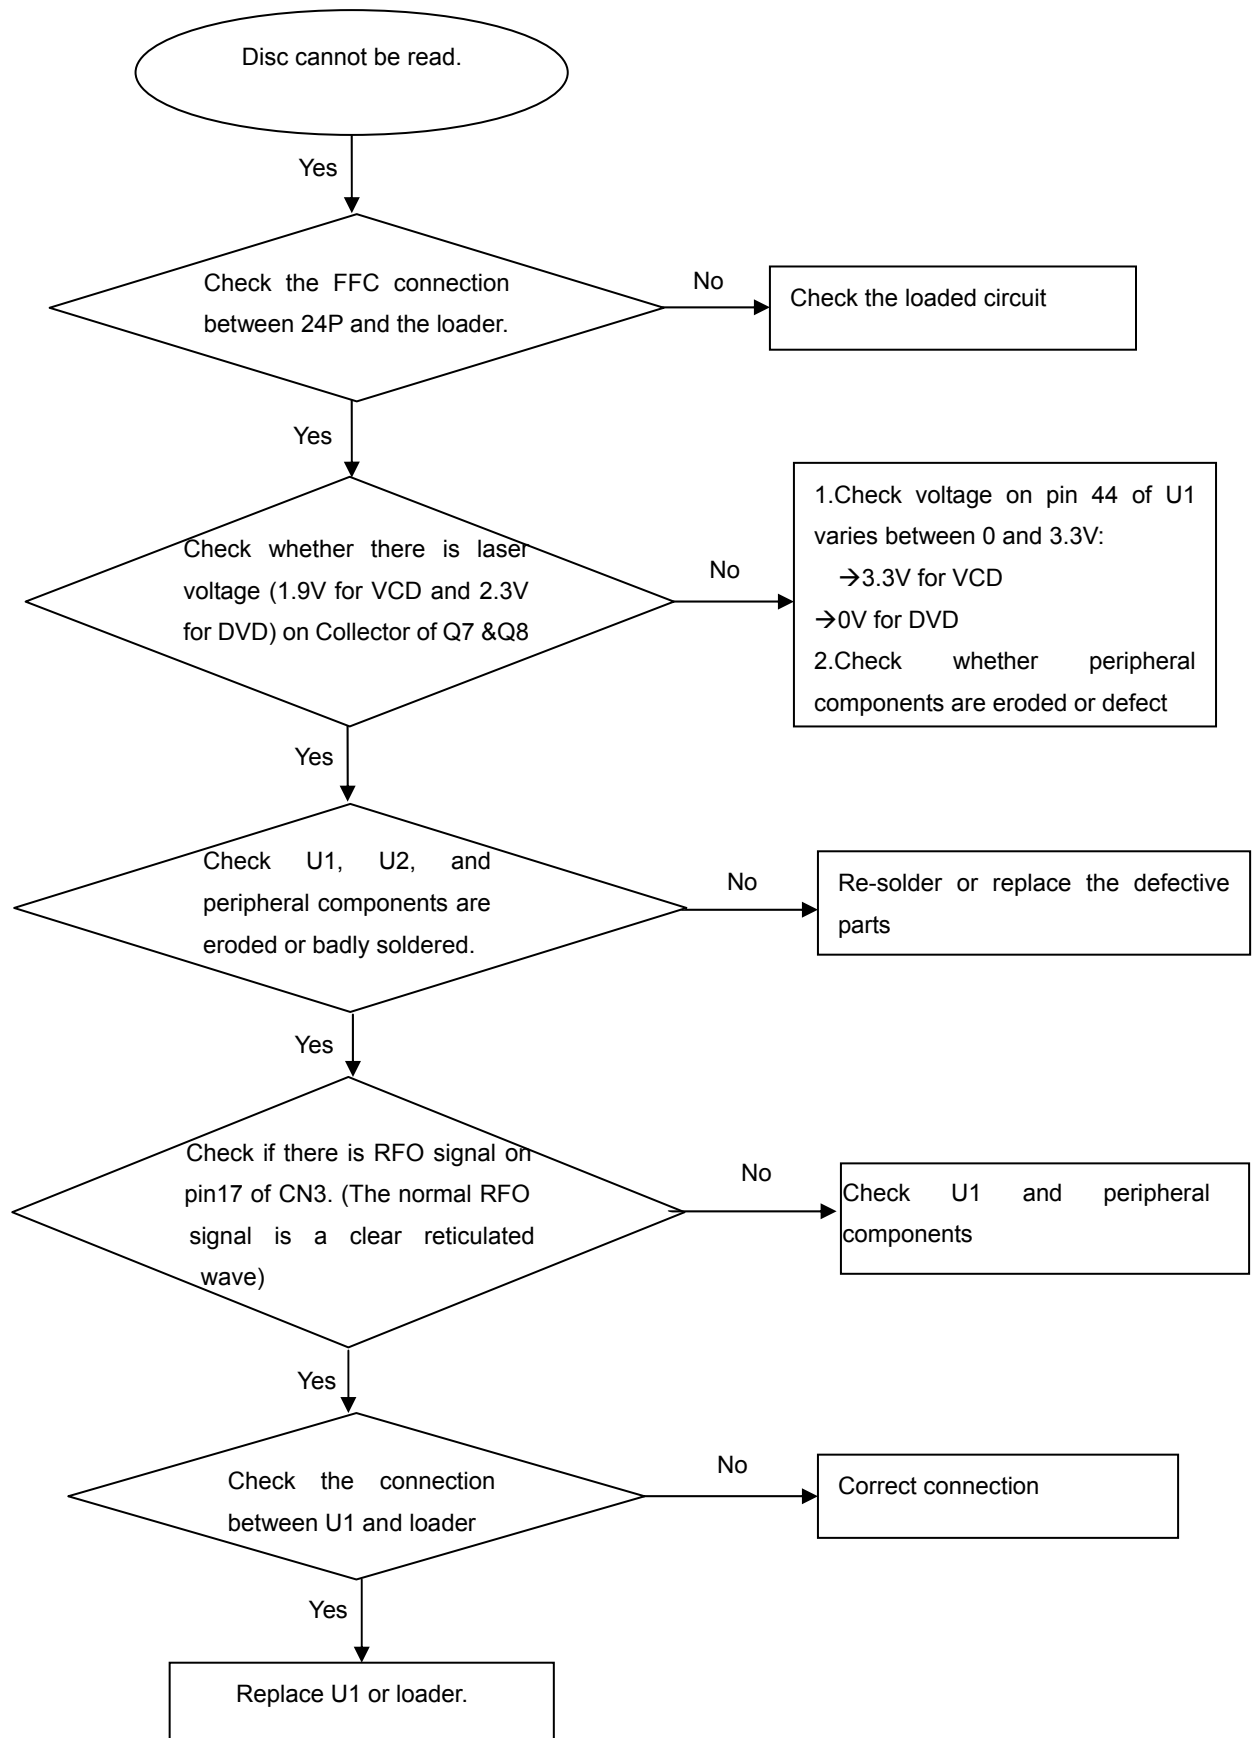 Disc cannot be read.
Yes
Check the FFC connection
between 24P and the loader.
No
Check the loaded circuit
Yes
Check whether there is laser
voltage (1.9V for VCD and 2.3V
for DVD) on Collector of Q7 &Q8
No
1.Check voltage on pin 44 of U1
varies between 0 and 3.3V:
→3.3V for VCD
→0V for DVD
2.Check whether peripheral
components are eroded or defect
Yes
Check U1, U2, and
peripheral components are
eroded or badly soldered.
No
Re-solder or replace the defective
parts
Yes
Check if there is RFO signal on
pin17 of CN3. (The normal RFO
signal is a clear reticulated
wave)
No
Check U1 and peripheral
components
Yes
Check the connection
between U1 and loader
No
Correct connection
Yes
Replace U1 or loader.